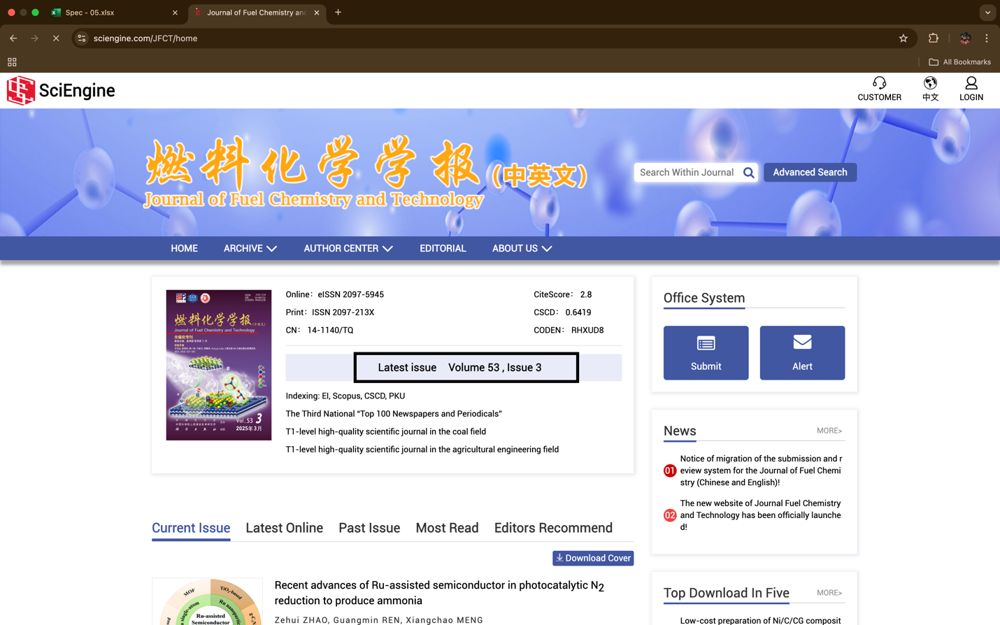 Spec - 05.xlsx
Journal of Fuel Chemistry and
sciengine.com/JFCT/home
All Bookmarks
SciEngine
CUSTOMER
中文
LOGIN
燃料化学学报(中英文)
Journal of Fuel Chemistry and Technology
Search Within Journal
Advanced Search
HOME
ARCHIVE
AUTHOR CENTER
EDITORIAL
ABOUT US
燃料化学学报(中英文)
Journal of Fuel Chemistry and Technology
光催化专刊
Vol.53 3
2025年3月
Online: eISSN 2097-5945
CiteScore: 2.8
Print: ISSN 2097-213X
CSCD: 0.6419
CN: 14-1140/TQ
CODEN: RHXUD8
Latest issue Volume 53 , Issue 3
Indexing: EI, Scopus, CSCD, PKU
The Third National “Top 100 Newspapers and Periodicals”
T1-level high-quality scientific journal in the coal field
T1-level high-quality scientific journal in the agricultural engineering field
Office System
Submit
Alert
News
MORE>
01
Notice of migration of the submission and r
eview system for the Journal of Fuel Chemi
stry (Chinese and English)!
02
The new website of Journal Fuel Chemistry
and Technology has been officially launche
d!
Current Issue
Latest Online
Past Issue
Most Read
Editors Recommend
Download Cover
MOF
TiO2-based
Ru-assisted
Semiconductor
Recent advances of Ru-assisted semiconductor in photocatalytic N2
reduction to produce ammonia
Zehui ZHAO, Guangmin REN, Xiangchao MENG
Top Download In Five
MORE>
Low-cost preparation of Ni/C/CG composit